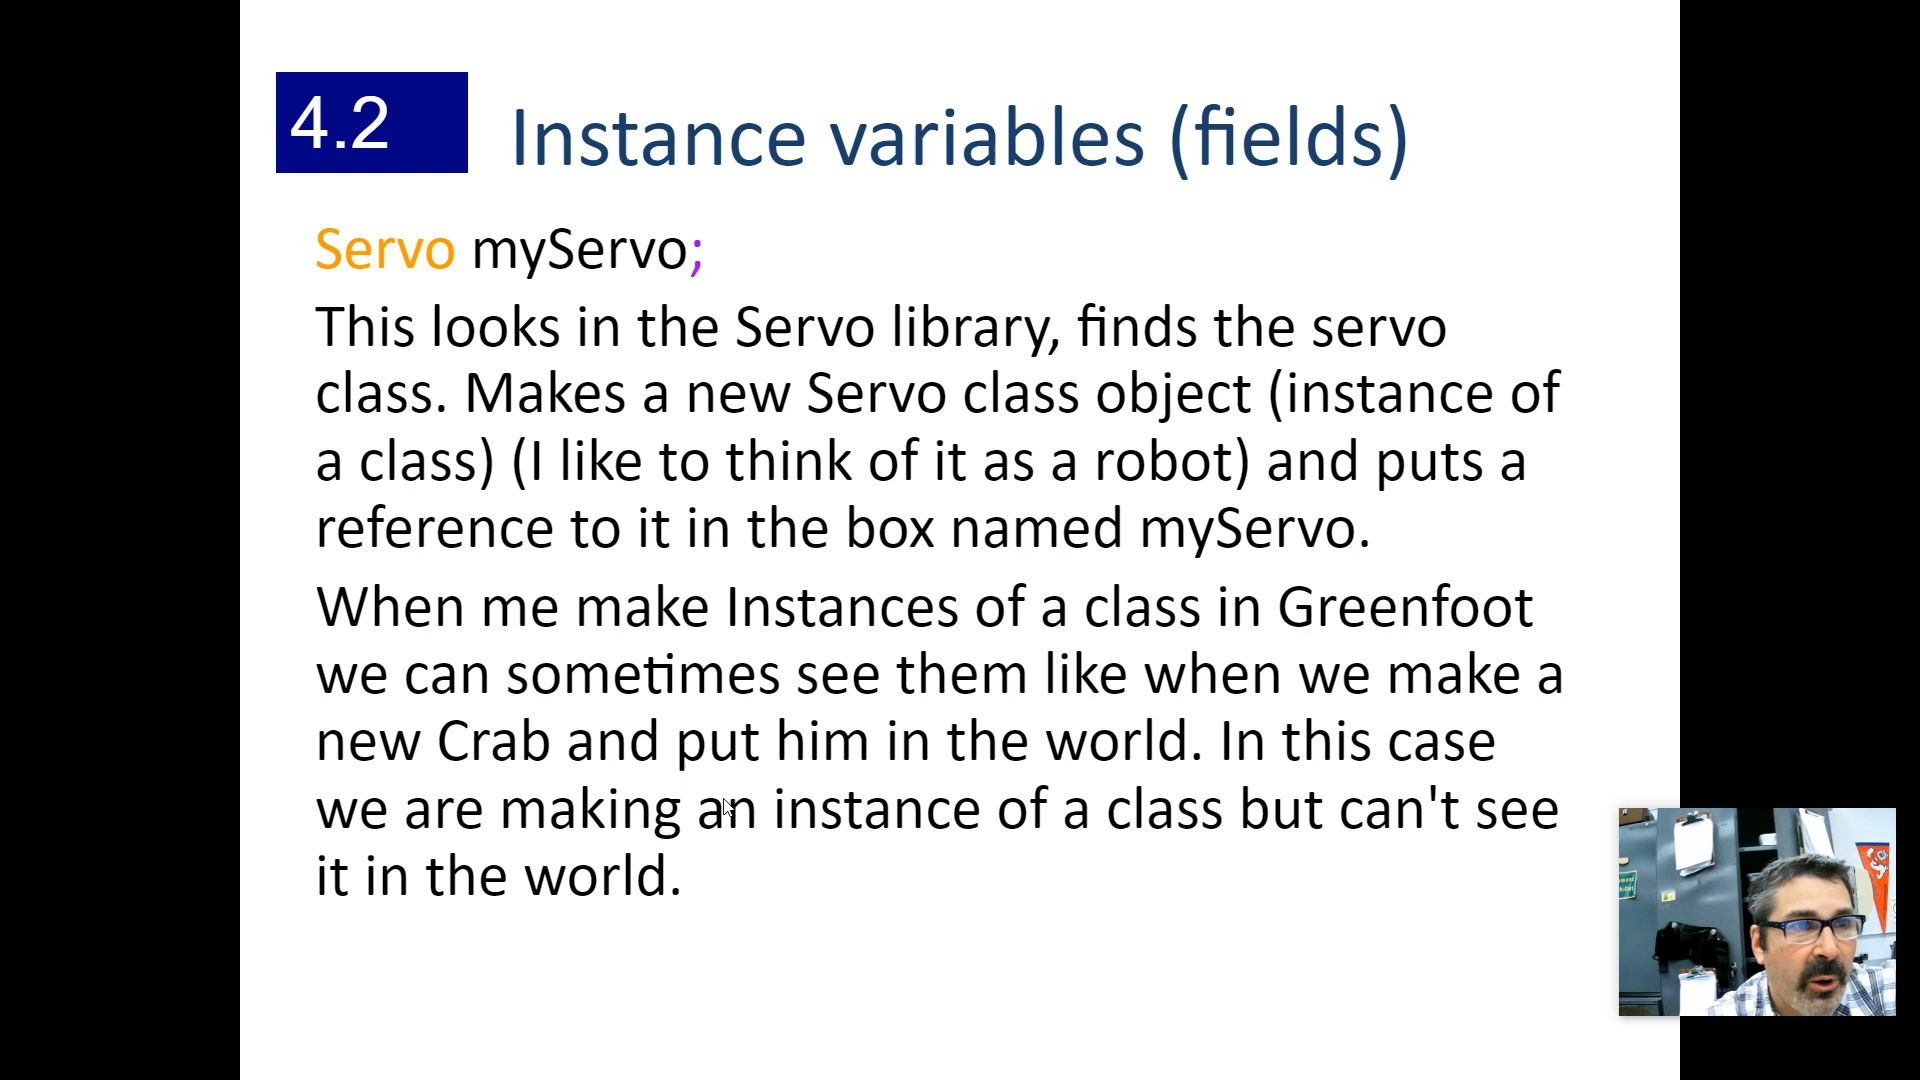 4.2
Instance variables (fields)
Servo myServo;
This looks in the Servo library, finds the servo
class. Makes a new Servo class object (instance of
a class) (I like to think of it as a robot) and puts a
reference to it in the box named myServo.
When me make Instances of a class in Greenfoot
we can sometimes see them like when we make a
new Crab and put him in the world. In this case
we are making an instance of a class but can't see
it in the world.